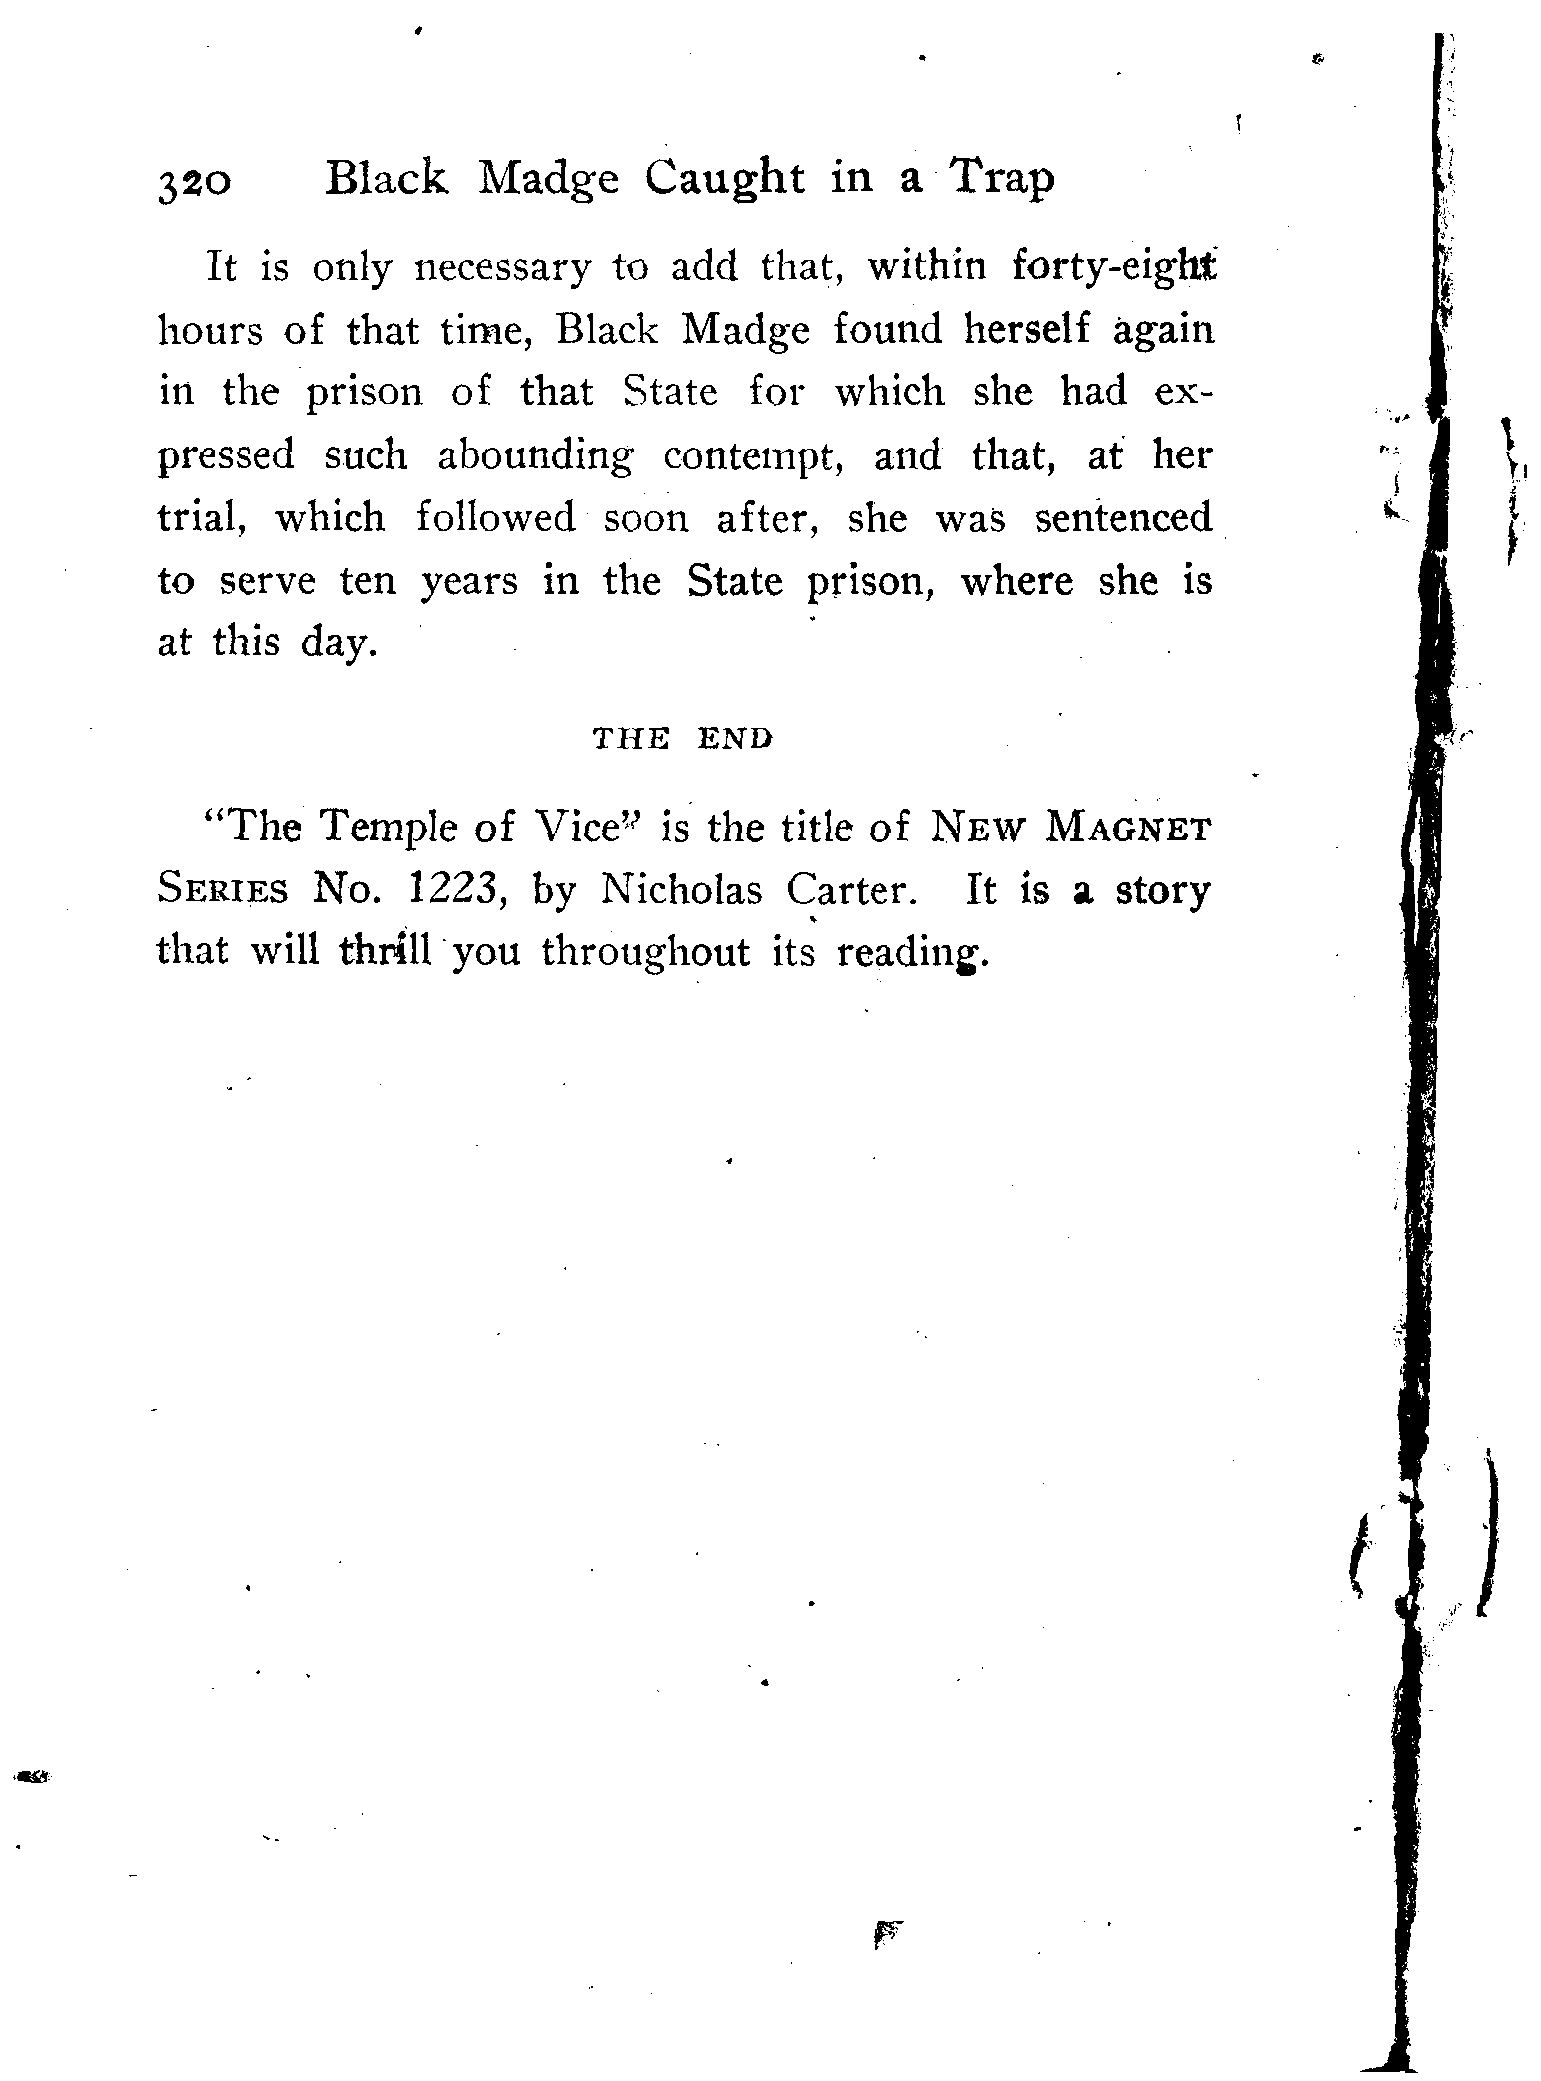 320 Black Madge Caught in a Trap
It is only necessary to add that, within forty-eight
hours of that time, Black Madge found herself again
in the prison of that State for which she had ex-
pressed such abounding contempt, and that, at her
trial, which followed soon after, she was sentenced
to serve ten years in the State prison, where she is
at this day.
THE END
“The Temple of Vice” is the title of NEW MAGNET
SERIES No. 1223, by Nicholas Carter. It is a story
that will thrill you throughout its reading.